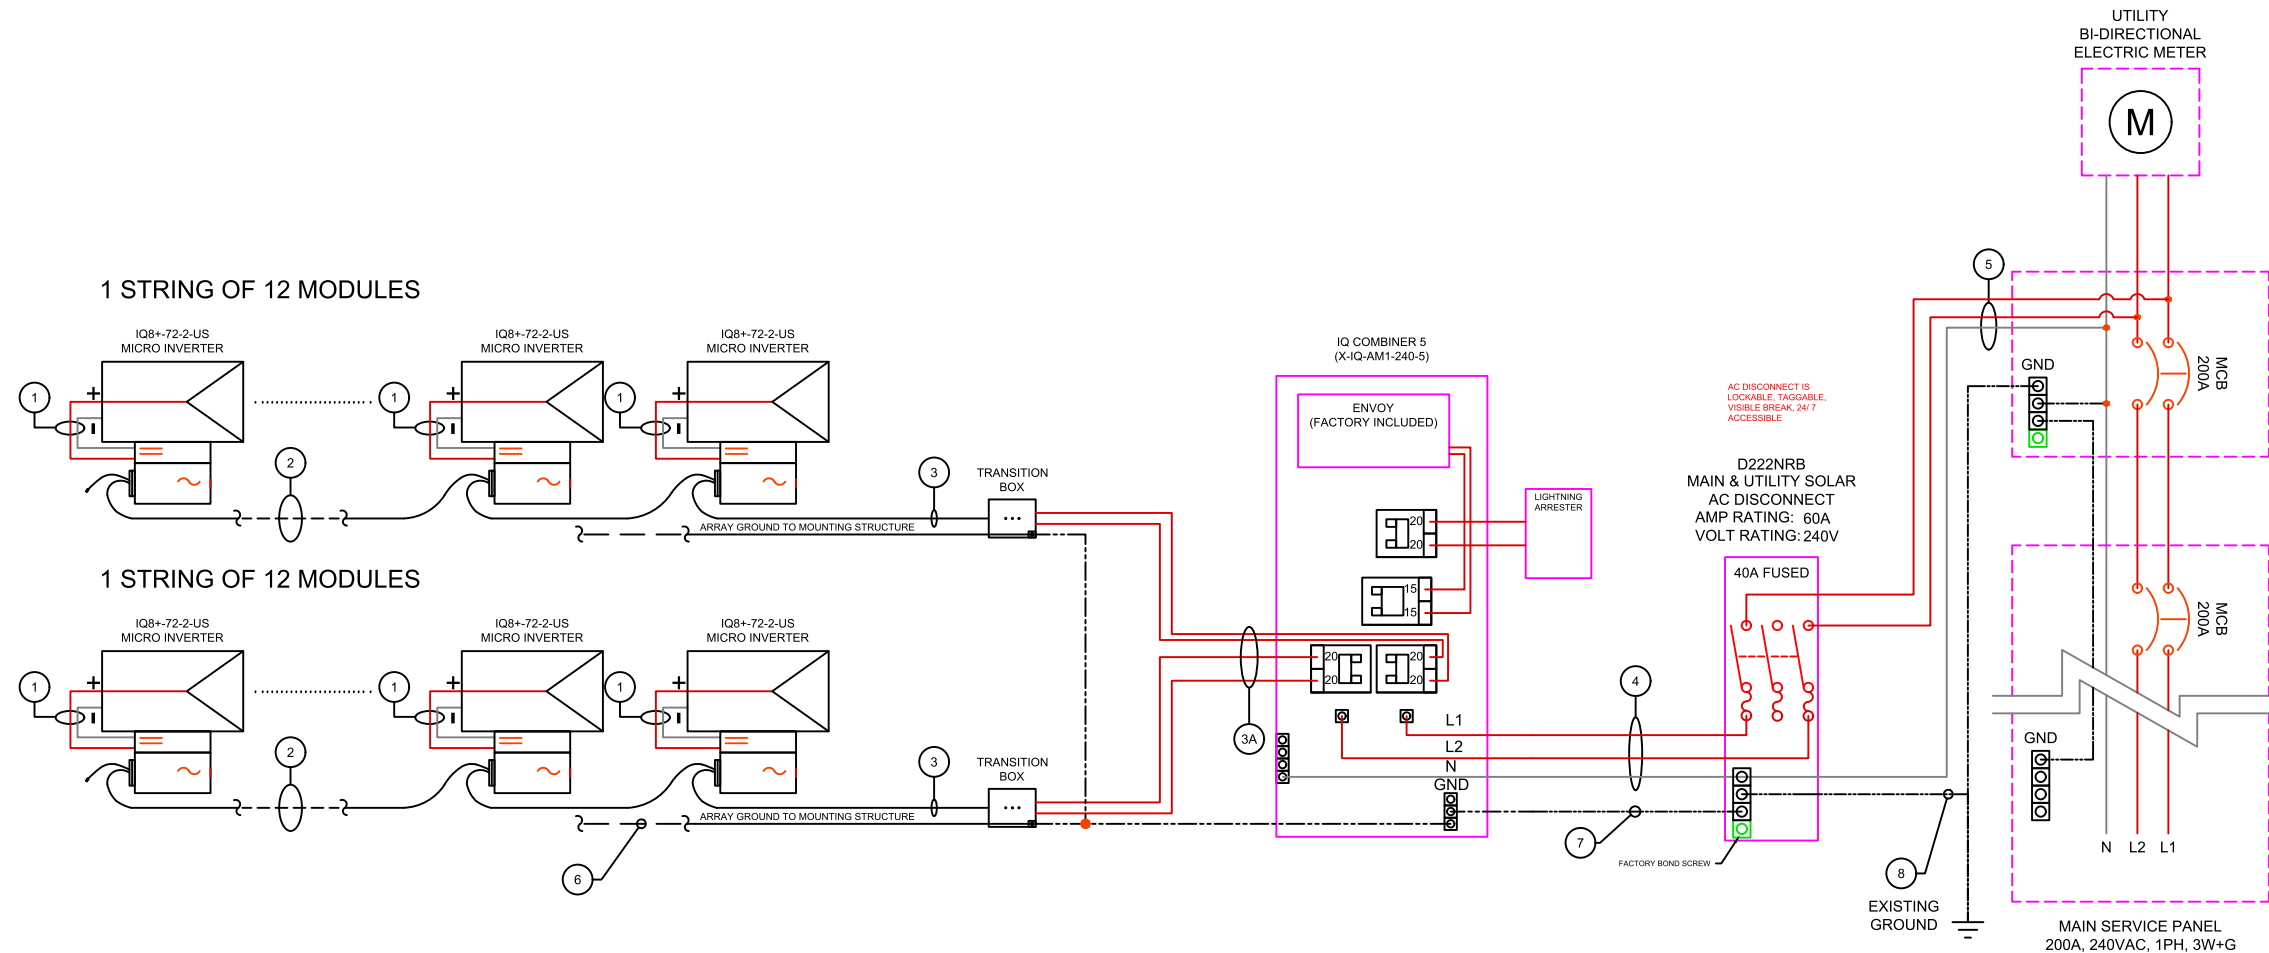 UTILITY
BI-DIRECTIONAL
ELECTRIC METER
M
5
1 STRING OF 12 MODULES
IQ8+-72-2-US
MICRO INVERTER
IQ8+-72-2-US
MICRO INVERTER
IQ8+-72-2-US
MICRO INVERTER
1
+
-
1
+
-
1
+
-
2
3
TRANSITION
BOX
...
ARRAY GROUND TO MOUNTING STRUCTURE
1 STRING OF 12 MODULES
IQ8+-72-2-US
MICRO INVERTER
IQ8+-72-2-US
MICRO INVERTER
IQ8+-72-2-US
MICRO INVERTER
1
+
-
1
+
-
1
+
-
2
3
TRANSITION
BOX
...
ARRAY GROUND TO MOUNTING STRUCTURE
6
IQ COMBINER 5
(X-IQ-AM1-240-5)
ENVOY
(FACTORY INCLUDED)
20
20
LIGHTNING
ARRESTER
15
15
20
20
20
20
3A
L1
L2
N
GND
4
7
AC DISCONNECT IS
LOCKABLE, TAGGABLE,
VISIBLE BREAK, 24/ 7
ACCESSIBLE
D222NRB
MAIN & UTILITY SOLAR
AC DISCONNECT
AMP RATING: 60A
VOLT RATING: 240V
40A FUSED
FACTORY BOND SCREW
8
EXISTING
GROUND
GND
MCB
200A
MCB
200A
GND
N L2 L1
MAIN SERVICE PANEL
200A, 240VAC, 1PH, 3W+G